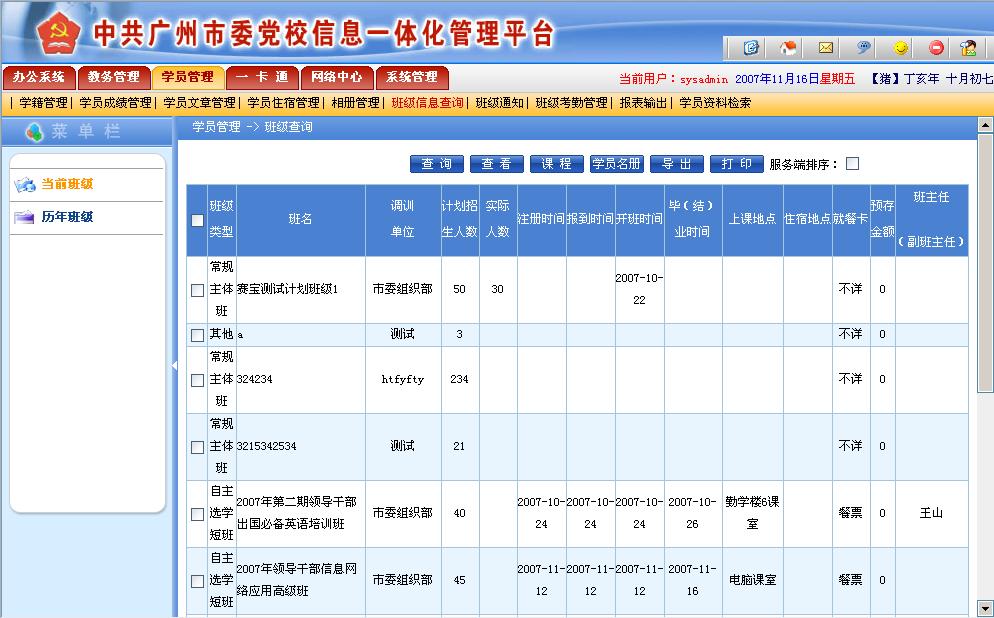 中共广州市委党校信息一体化管理平台
办公系统 教务管理 学员管理 一 卡 通 网络中心 系统管理
当前用户：sysadmin 2007年11月16日星期五 【猪】丁亥年 十月初七
| 学籍管理| 学员成绩管理| 学员文章管理| 学员住宿管理| 相册管理| 班级信息查询| 班级通知| 班级考勤管理| 报表输出| 学员资料检索
菜 单 栏
当前班级
历年班级
学员管理 -> 班级查询
查 询 查 看 课 程 学员名册 导 出 打 印 服务端排序：
班级类型 班名 调训单位 计划招生人数 实际人数 注册时间 报到时间 开班时间 毕（结）业时间 上课地点 住宿地点 就餐卡 预存金额 班主任（副班主任）
常规主体班 赛宝测试计划班级1 市委组织部 50 30 2007-10-22 不详 0
其他 a 测试 3 不详 0
常规主体班 324234 htfyfty 234 不详 0
常规主体班 3215342534 测试 21 不详 0
自主选学短班 2007年第二期领导干部出国必备英语培训班 市委组织部 40 2007-10-24 2007-10-24 2007-10-24 2007-10-26 勤学楼6课室 餐票 0 王山
自主选学短班 2007年领导干部信息网络应用高级班 市委组织部 45 2007-11-12 2007-11-12 2007-11-12 2007-11-16 电脑课室 餐票 0